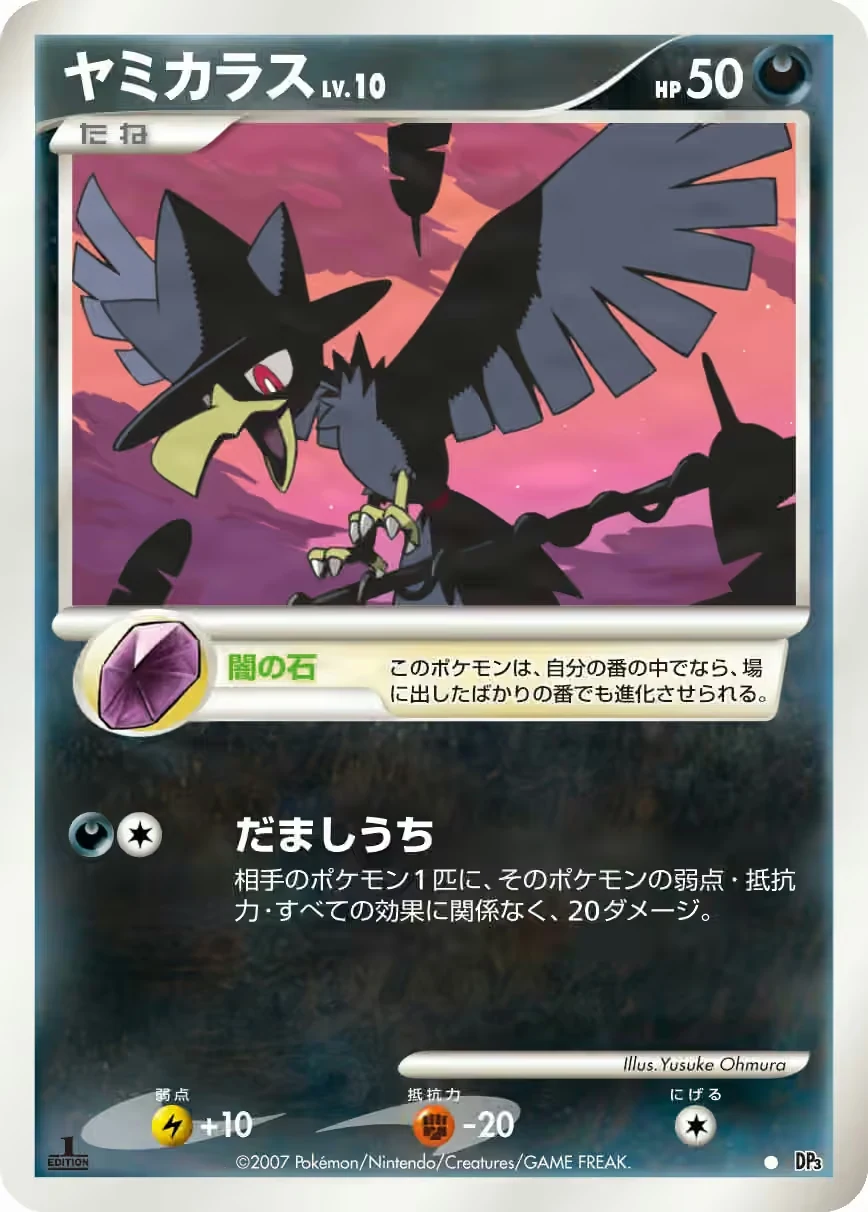 ヤミカラス LV.10 HP 50
たね
闇の石
このポケモンは、自分の番の中でなら、場
に出したばかりの番でも進化させられる。
だましうち
相手のポケモン1匹に、そのポケモンの弱点・抵抗
力・すべての効果に関係なく、20ダメージ。
Illus.Yusuke Ohmura
弱点 抵抗力 にげる
+10 -20
1 EDITION
©2007 Pokémon/Nintendo/Creatures/GAME FREAK.
DP3